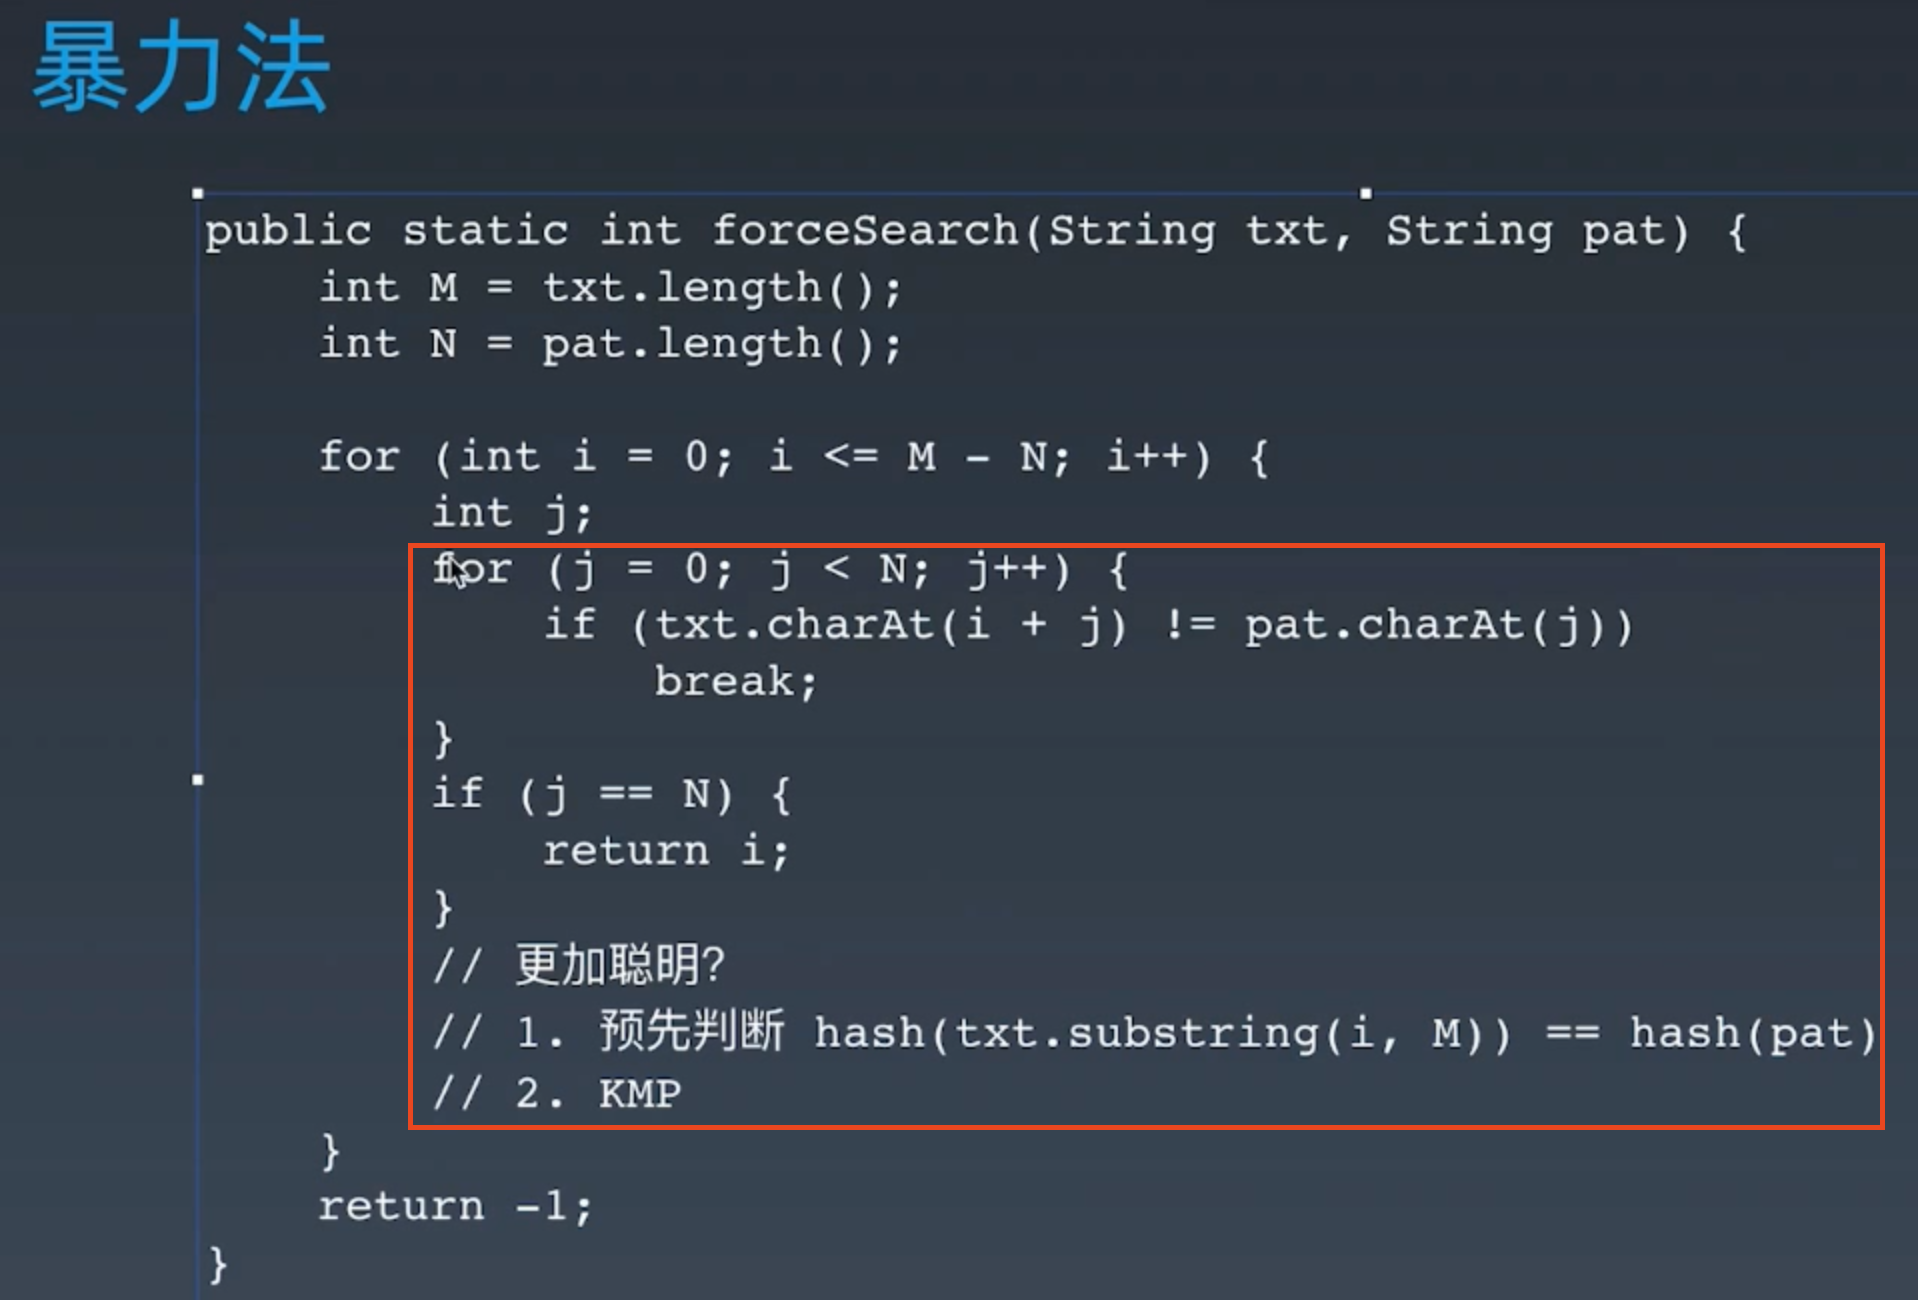 暴力法
public static int forceSearch(String txt, String pat) {
    int M = txt.length();
    int N = pat.length();
    for (int i = 0; i <= M - N; i++) {
        int j;
        for (j = 0; j < N; j++) {
            if (txt.charAt(i + j) != pat.charAt(j))
                break;
        }
        if (j == N) {
            return i;
        }
        // 更加聪明?
        // 1. 预先判断 hash(txt.substring(i, M)) == hash(pat)
        // 2. KMP
    }
    return -1;
}